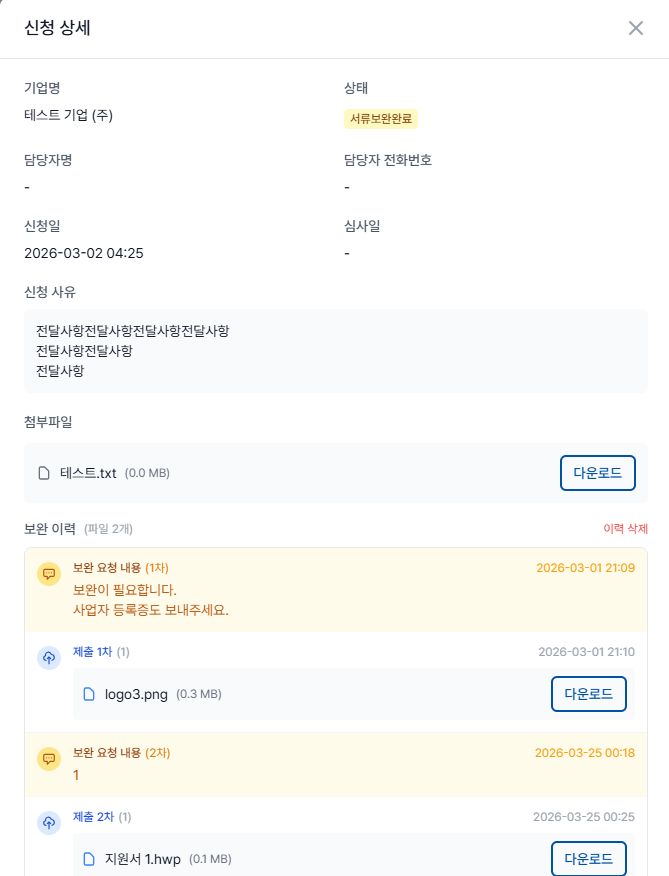 신청 상세
기업명
상태
테스트 기업 (주)
서류보완완료
담당자명
담당자 전화번호
-
-
신청일
심사일
2026-03-02 04:25
-
신청 사유
전달사항전달사항전달사항전달사항
전달사항전달사항
전달사항
첨부파일
테스트.txt (0.0 MB)
다운로드
보완 이력 (파일 2개)
이력 삭제
보완 요청 내용 (1차)
2026-03-01 21:09
보완이 필요합니다.
사업자 등록증도 보내주세요.
제출 1차 (1)
2026-03-01 21:10
logo3.png (0.3 MB)
다운로드
보완 요청 내용 (2차)
2026-03-25 00:18
1
제출 2차 (1)
2026-03-25 00:25
지원서 1.hwp (0.1 MB)
다운로드